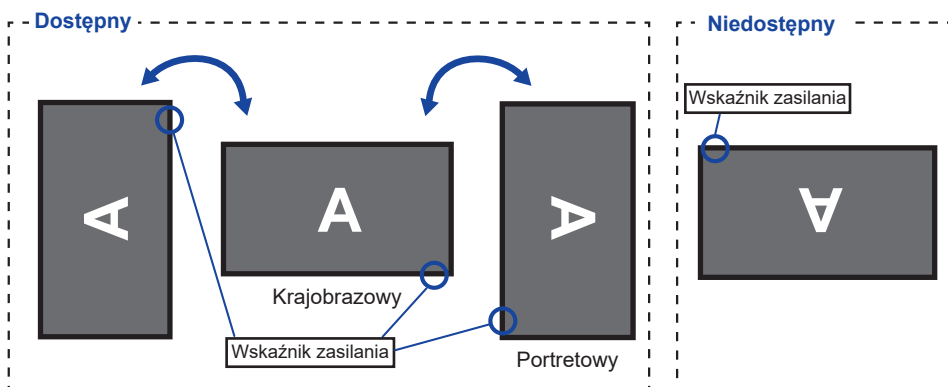 Dostępny
Niedostępny
Wskaźnik zasilania
A
A
A
A
Krajobrazowy
Wskaźnik zasilania
Portretowy